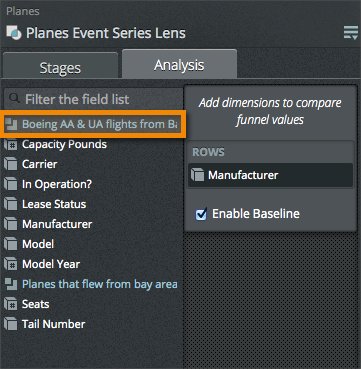 Planes
Planes Event Series Lens
Stages
Analysis
Filter the field list
Boeing AA & UA flights from Ba
Capacity Pounds
Carrier
In Operation?
Lease Status
Manufacturer
Model
Model Year
Planes that flew from bay area
Seats
Tail Number
Add dimensions to compare
funnel values
ROWS
Manufacturer
Enable Baseline